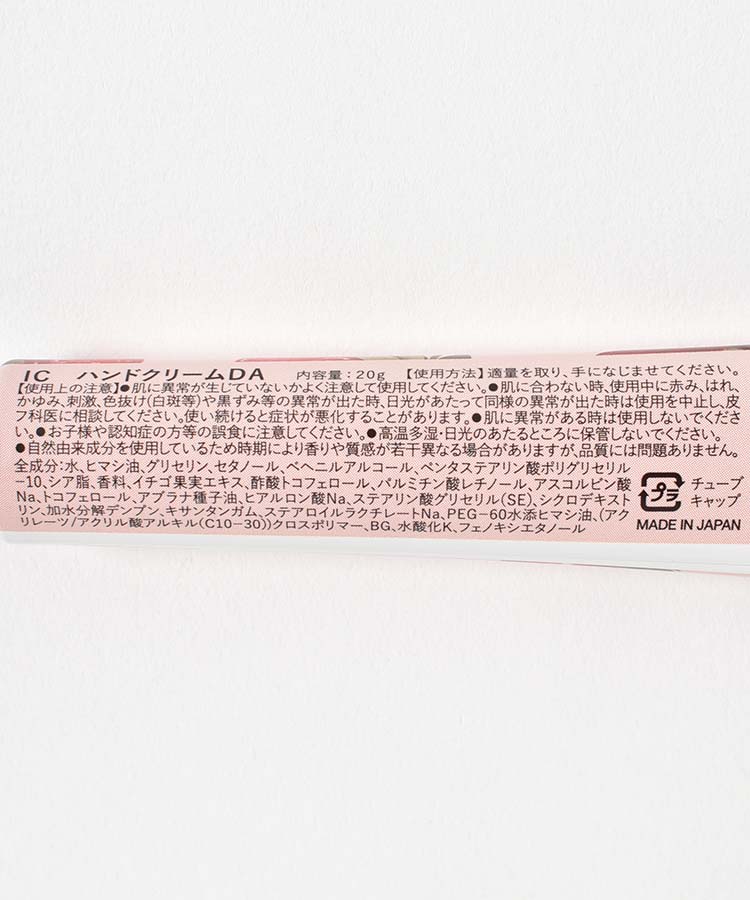 IC　ハンドクリームDA　内容量：20g　【使用方法】適量を取り、手になじませてください。
【使用上の注意】●肌に異常が生じていないかよく注意して使用してください。●肌に合わない時、使用中に赤み、はれ、
かゆみ、刺激、色抜け(白斑等)や黒ずみ等の異常が出た時、日光があたって同様の異常が出た時は使用を中止し、皮
フ科医に相談してください。使い続けると症状が悪化することがあります。●肌に異常がある時は使用しないでくださ
い。●お子様や認知症の方等の誤食に注意してください。●高温多湿・日光のあたるところに保管しないでください。
●自然由来成分を使用しているため時期により香りや質感が若干異なる場合がありますが、品質には問題ありません。
全成分：水、ヒマシ油、グリセリン、セタノール、ベヘニルアルコール、ペンタステアリン酸ポリグリセリル
-10、シア脂、香料、イチゴ果実エキス、酢酸トコフェロール、パルミチン酸レチノール、アスコルビン酸
Na、トコフェロール、アブラナ種子油、ヒアルロン酸Na、ステアリン酸グリセリル(SE)、シクロデキスト
リン、加水分解デンプン、キサンタンガム、ステアロイルラクチレートNa、PEG-60水添ヒマシ油、(アク
リレーツ/アクリル酸アルキル(C10-30))クロスポリマー、BG、水酸化K、フェノキシエタノール
プラ
チューブ
キャップ
MADE IN JAPAN